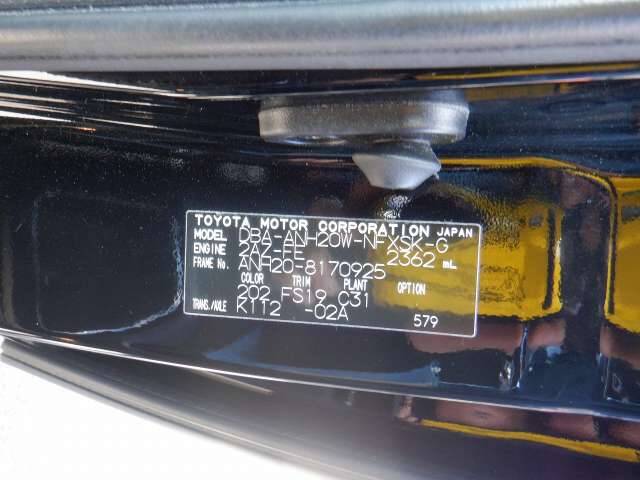 TOYOTA MOTOR CORPORATION JAPAN
MODEL DBA-ANH20W-NFXSK-G
ENGINE 2AZ-FE 2362 mL
FRAME NO. ANH20-8170925
COLOR TRIM PLANT OPTION
202 FS19 C31
TRANS./AXLE K112 -02A
579